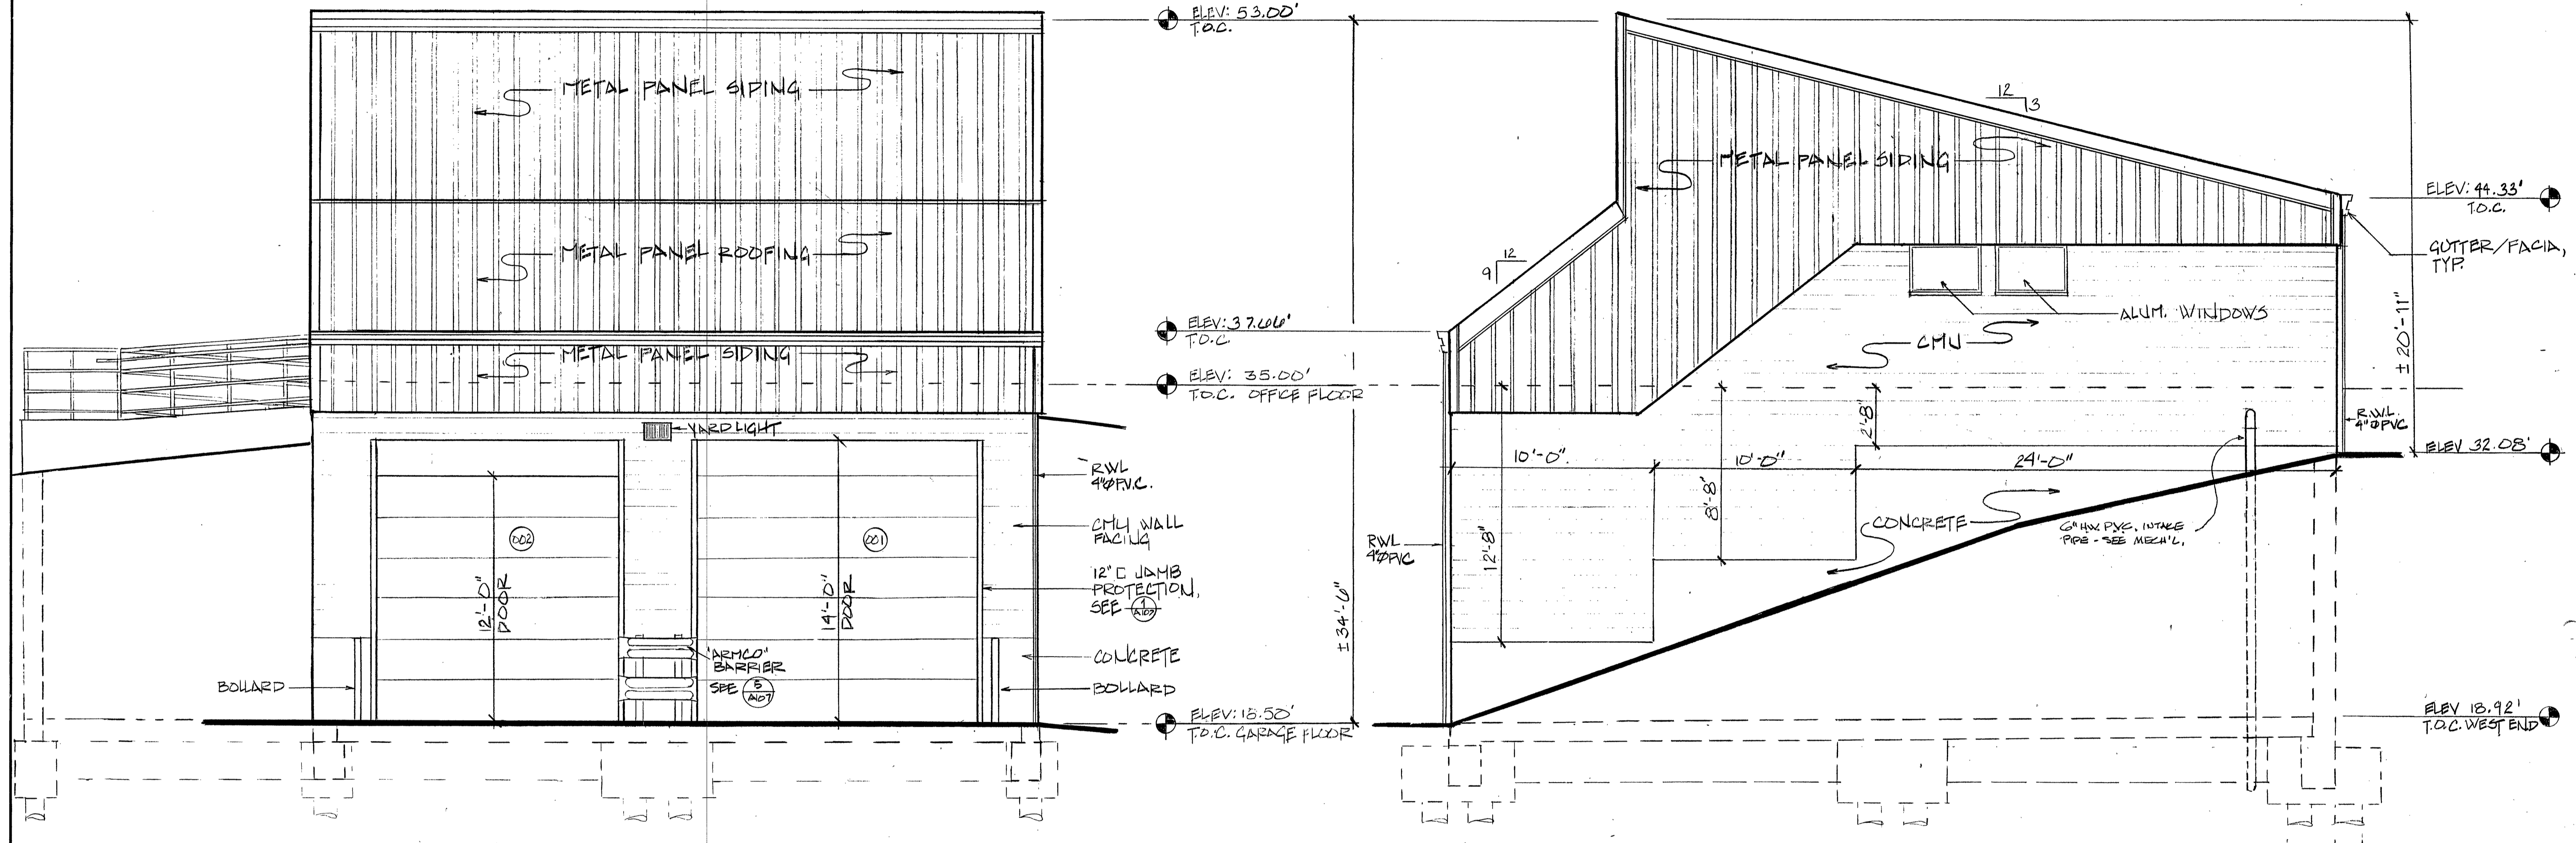 METAL PANEL SIDING
METAL PANEL ROOFING
METAL PANEL SIDING
YARD LIGHT
002
001
12'-0"
DOOR
14'-0"
DOOR
"ARMCO"
BARRIER
SEE 5
A107
BOLLARD
RWL
4"Ø P.V.C.
CMU WALL
FACING
12" C JAMB
PROTECTION,
SEE 1
A107
CONCRETE
BOLLARD
ELEV: 53.00'
T.O.C.
ELEV: 37.66'
T.O.C.
ELEV: 35.00'
T.O.C. OFFICE FLOOR
ELEV: 18.50'
T.O.C. GARAGE FLOOR
±34'-6"
RWL
4"Ø PVC
12
9
12
3
METAL PANEL SIDING
ALUM. WINDOWS
CMU
10'-0"
10'-0"
24'-0"
2'-8"
8'-8"
12'-8"
CONCRETE
6" H.W. P.V.C. INTAKE
PIPE - SEE MECH'L.
R.W.L.
4"Ø PVC
±20'-11"
ELEV: 44.33'
T.O.C.
GUTTER/FACIA,
TYP.
ELEV 32.08'
ELEV 18.92'
T.O.C. WEST END